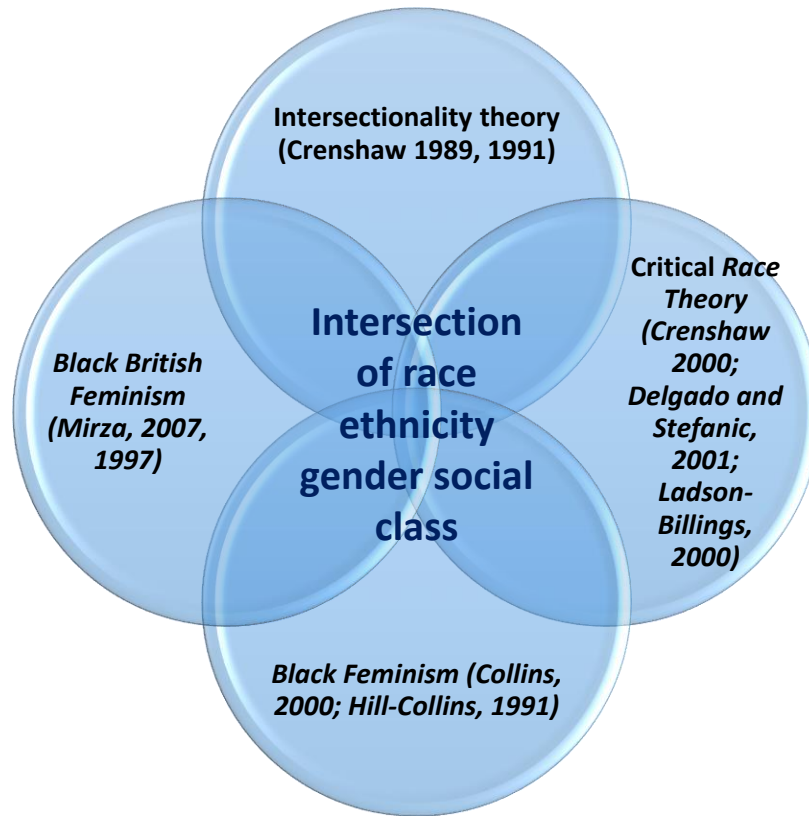 Intersectionality theory
(Crenshaw 1989, 1991)
Black British
Feminism
(Mirza, 2007,
1997)
Intersection
of race
ethnicity
gender social
class
Critical Race
Theory
(Crenshaw
2000;
Delgado and
Stefanic,
2001;
Ladson-
Billings,
2000)
Black Feminism (Collins,
2000; Hill-Collins, 1991)